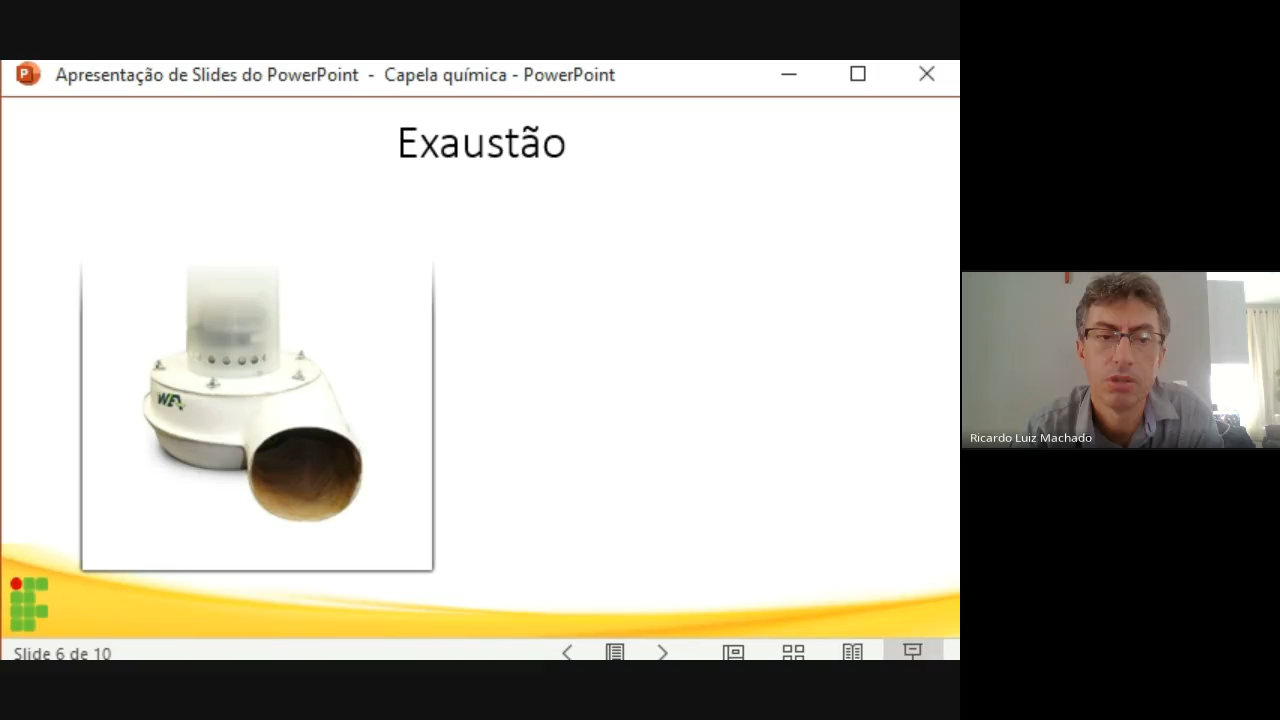 Apresentação de Slides do PowerPoint - Capela química - PowerPoint
Exaustão
Ricardo Luiz Machado
Slide 6 de 10